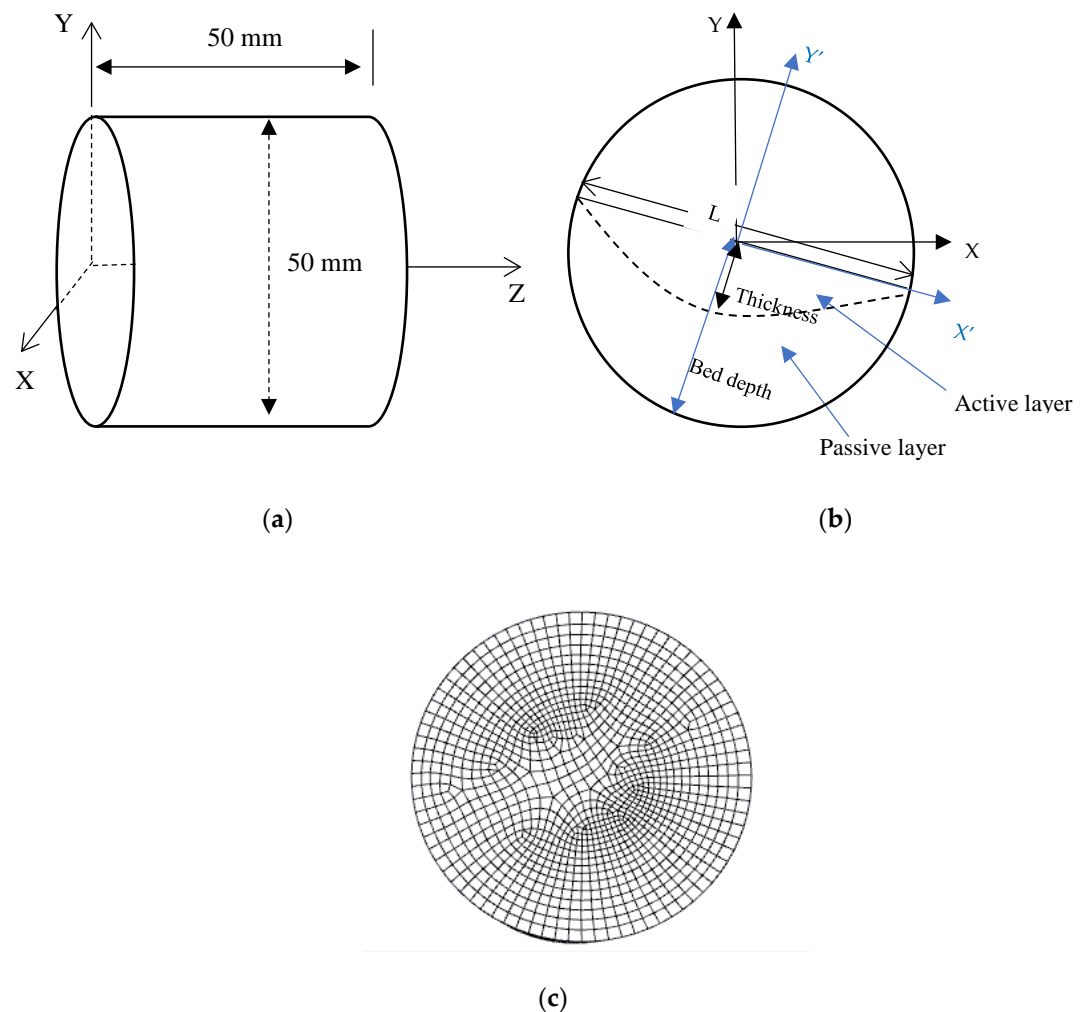 Y
50 mm
50 mm
Z
X
(a)
Y
Y'
L
X
Thickness
X'
Bed depth
Active layer
Passive layer
(b)
(c)